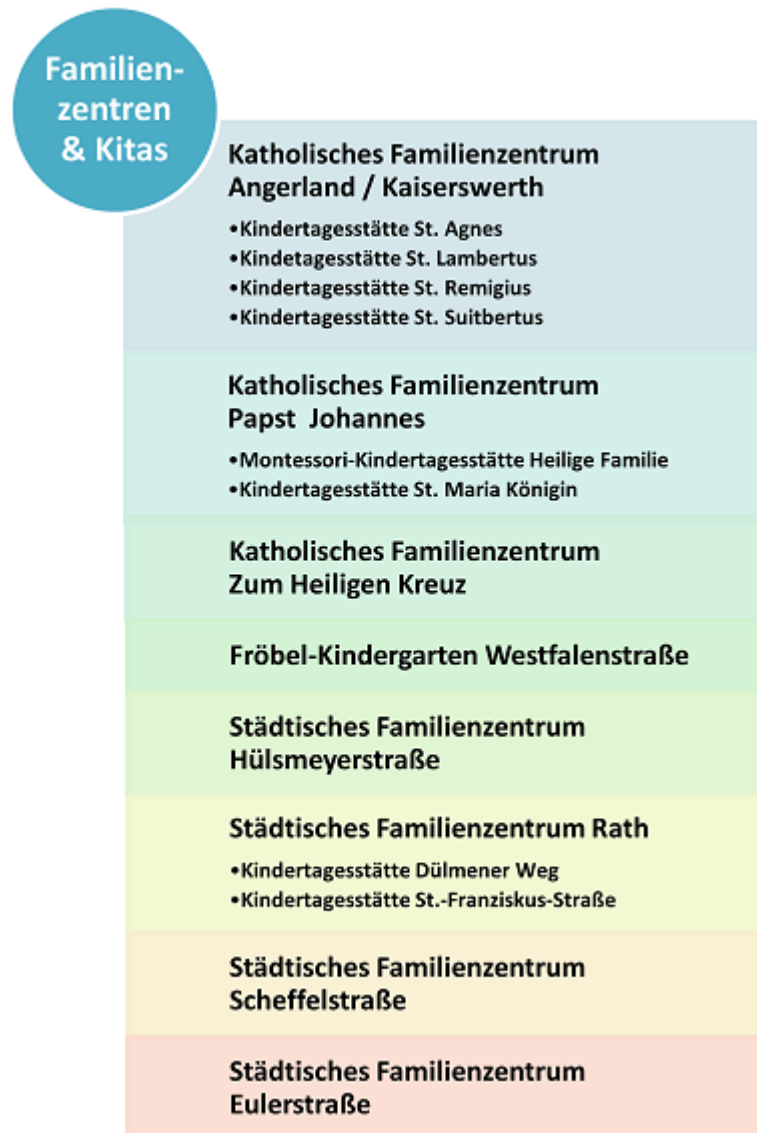 Familien-
zentren
& Kitas
Katholisches Familienzentrum
Angerland / Kaiserswerth
•Kindertagesstätte St. Agnes
•Kindetagesstätte St. Lambertus
•Kindertagesstätte St. Remigius
•Kindertagesstätte St. Suitbertus
Katholisches Familienzentrum
Papst  Johannes
•Montessori-Kindertagesstätte Heilige Familie
•Kindertagesstätte St. Maria Königin
Katholisches Familienzentrum
Zum Heiligen Kreuz
Fröbel-Kindergarten Westfalenstraße
Städtisches Familienzentrum
Hülsmeyerstraße
Städtisches Familienzentrum Rath
•Kindertagesstätte Dülmener Weg
•Kindertagesstätte St.-Franziskus-Straße
Städtisches Familienzentrum
Scheffelstraße
Städtisches Familienzentrum
Eulerstraße